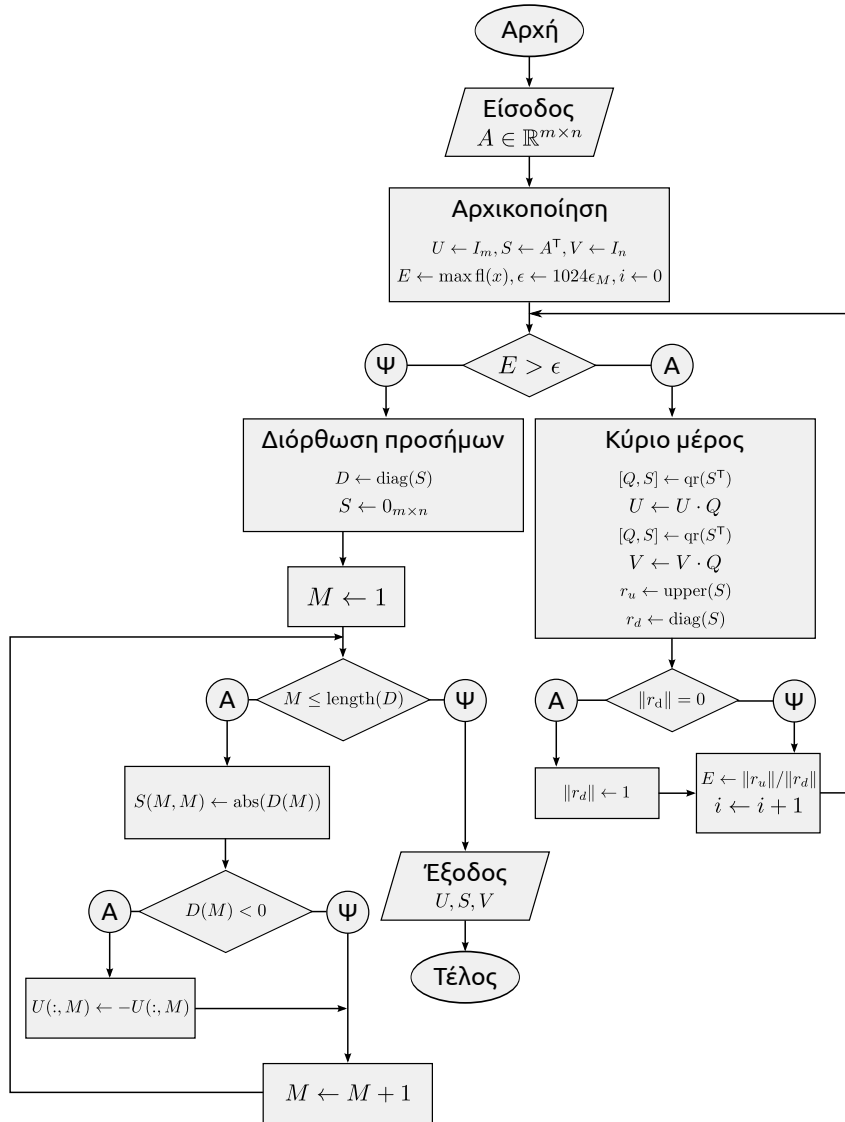 Αρχή
Είσοδος
A ∈ ℝ^{m×n}
Αρχικοποίηση
U ← I_m, S ← A^T, V ← I_n
E ← max fl(x), ϵ ← 1024ϵ_M, i ← 0
Ψ
E > ϵ
Α
Διόρθωση προσήμων
D ← diag(S)
S ← 0_{m×n}
Κύριο μέρος
[Q, S] ← qr(S^T)
U ← U · Q
[Q, S] ← qr(S^T)
V ← V · Q
r_u ← upper(S)
r_d ← diag(S)
M ← 1
Α
M ≤ length(D)
Ψ
Α
‖r_d‖ = 0
Ψ
S(M, M) ← abs(D(M))
‖r_d‖ ← 1
E ← ‖r_u‖/‖r_d‖
i ← i + 1
Έξοδος
U, S, V
Α
D(M) < 0
Ψ
Τέλος
U(:, M) ← −U(:, M)
M ← M + 1